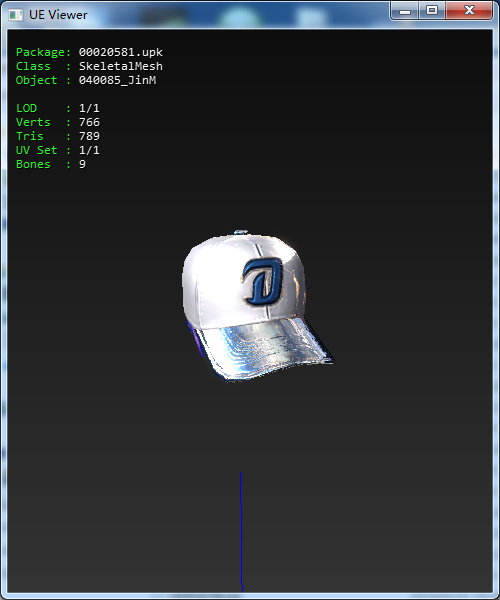 UE Viewer
Package: 00020581.upk
Class : SkeletalMesh
Object : 040085_JinM
LOD : 1/1
Verts : 766
Tris : 789
UV Set : 1/1
Bones : 9
D